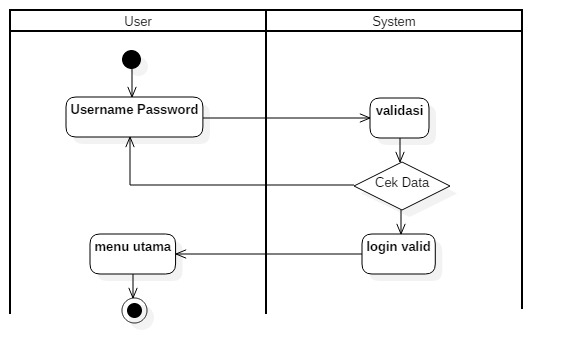 User
System
Username Password
validasi
Cek Data
menu utama
login valid